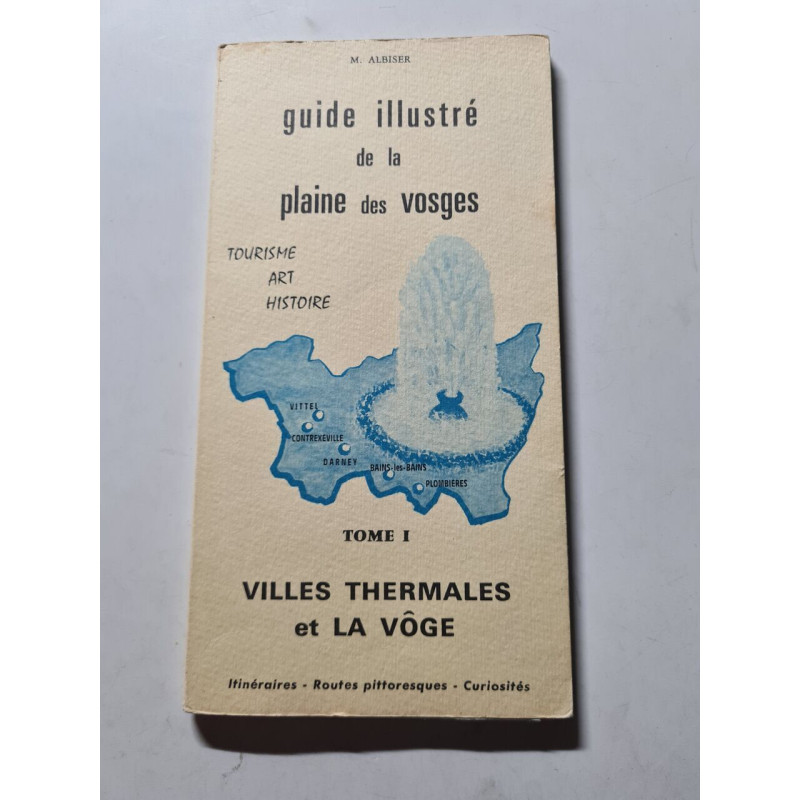 M. ALBISER
guide illustré
de la
plaine des vosges
TOURISME
ART
HISTOIRE
VITTEL
CONTREXEVILLE
DARNEY
BAINS-les-BAINS
PLOMBIÈRES
TOME I
VILLES THERMALES
et LA VÔGE
Itinéraires - Routes pittoresques - Curiosités